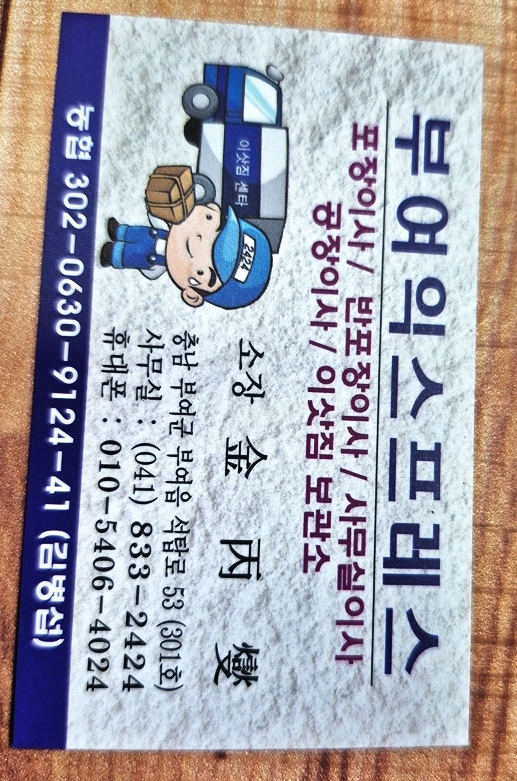 부여익스프레스
포장이사 / 반포장이사 / 사무실이사
공장이사 / 이삿짐 보관소
이삿짐 센타
2424
소장 金 丙 燮
충남 부여군 부여읍 석탑로 53 (301호)
사무실 : (041) 833-2424
휴대폰 : 010-5406-4024
농협 302-0630-9124-41 (김병섭)